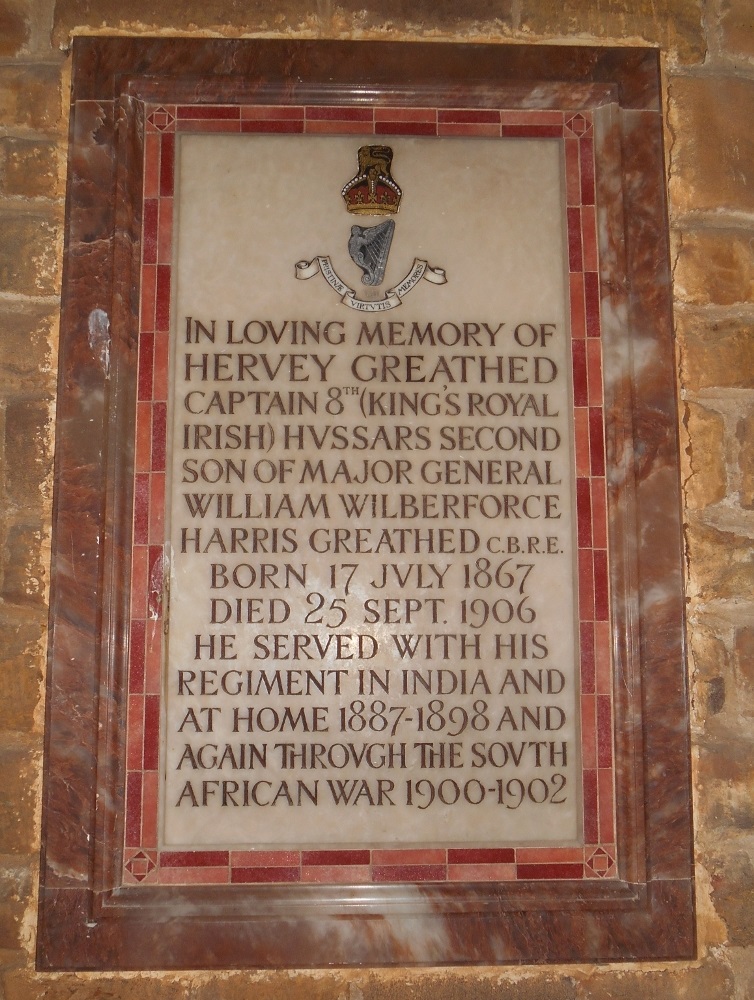 PRISTINÆ VIRTVTIS MEMORES
IN LOVING MEMORY OF
HERVEY GREATHED
CAPTAIN 8TH (KING'S ROYAL
IRISH) HVSSARS SECOND
SON OF MAJOR GENERAL
WILLIAM WILBERFORCE
HARRIS GREATHED C.B.R.E.
BORN 17 JVLY 1867
DIED 25 SEPT. 1906
HE SERVED WITH HIS
REGIMENT IN INDIA AND
AT HOME 1887-1898 AND
AGAIN THROVGH THE SOVTH
AFRICAN WAR 1900-1902